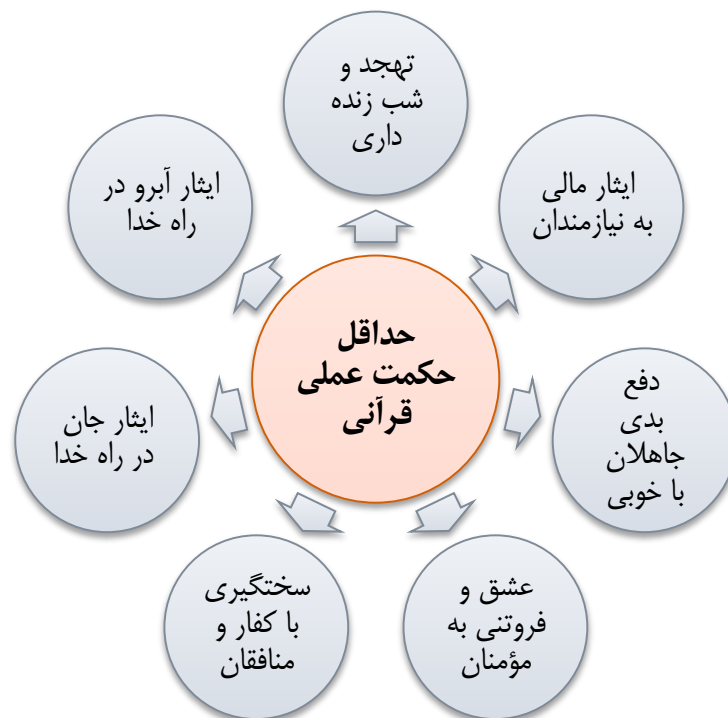 تهجد و
شب زنده
داری
ایثار مالی
به نیازمندان
دفع
بدی
جاهلان
با خوبی
عشق و
فروتنی به
مؤمنان
سختگیری
با کفار و
منافقان
ایثار جان
در راه خدا
ایثار آبرو در
راه خدا
حداقل
حکمت عملی
قرآنی